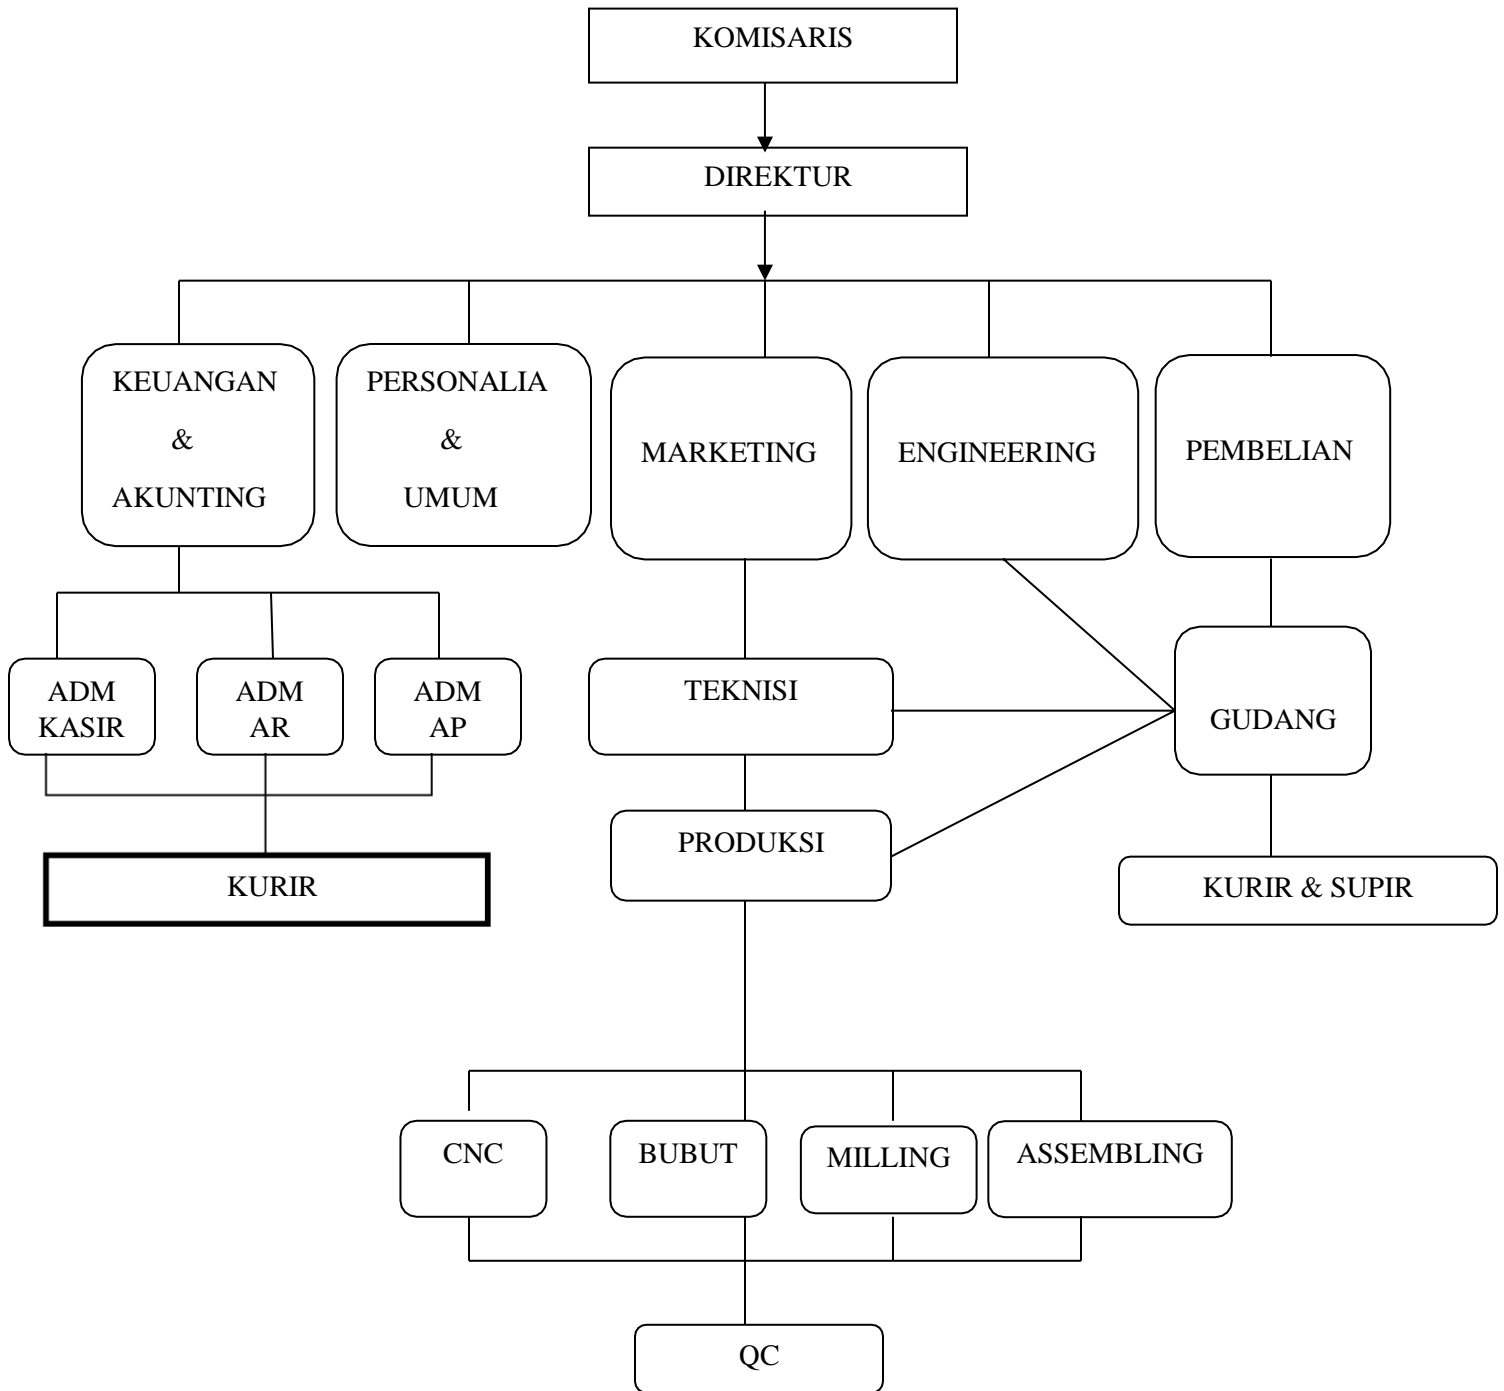 KOMISARIS
DIREKTUR
KEUANGAN
&
AKUNTING
PERSONALIA
&
UMUM
MARKETING
ENGINEERING
PEMBELIAN
ADM
KASIR
ADM
AR
ADM
AP
TEKNISI
GUDANG
PRODUKSI
KURIR
KURIR & SUPIR
CNC
BUBUT
MILLING
ASSEMBLING
QC